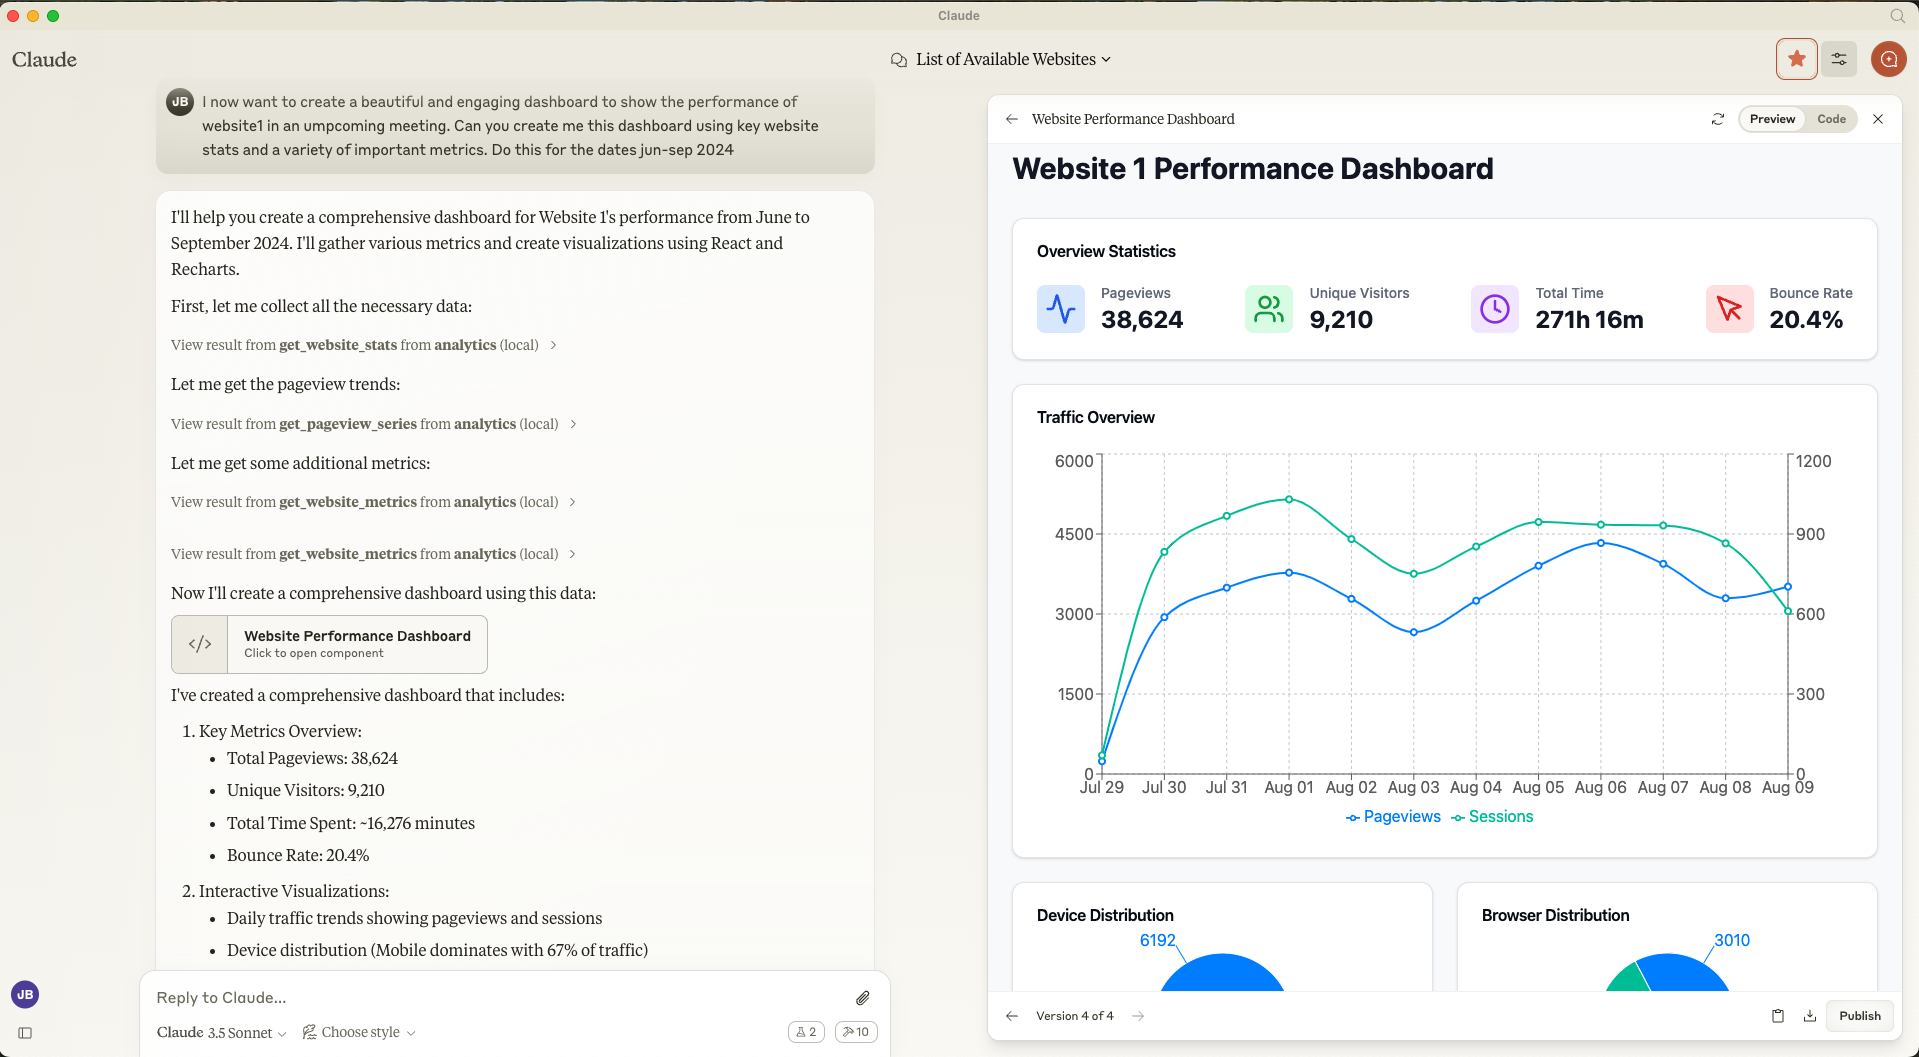 Claude
Claude
List of Available Websites
JB
I now want to create a beautiful and engaging dashboard to show the performance of
website1 in an umpcoming meeting. Can you create me this dashboard using key website
stats and a variety of important metrics. Do this for the dates jun-sep 2024
I'll help you create a comprehensive dashboard for Website 1's performance from June to
September 2024. I'll gather various metrics and create visualizations using React and
Recharts.
First, let me collect all the necessary data:
View result from get_website_stats from analytics (local)
Let me get the pageview trends:
View result from get_pageview_series from analytics (local)
Let me get some additional metrics:
View result from get_website_metrics from analytics (local)
View result from get_website_metrics from analytics (local)
Now I'll create a comprehensive dashboard using this data:
</>
Website Performance Dashboard
Click to open component
I've created a comprehensive dashboard that includes:
1. Key Metrics Overview:
• Total Pageviews: 38,624
• Unique Visitors: 9,210
• Total Time Spent: ~16,276 minutes
• Bounce Rate: 20.4%
2. Interactive Visualizations:
• Daily traffic trends showing pageviews and sessions
• Device distribution (Mobile dominates with 67% of traffic)
JB
Reply to Claude...
Claude 3.5 Sonnet
Choose style
2
10
Website Performance Dashboard
Preview
Code
Website 1 Performance Dashboard
Overview Statistics
Pageviews
38,624
Unique Visitors
9,210
Total Time
271h 16m
Bounce Rate
20.4%
Traffic Overview
6000
4500
3000
1500
0
1200
900
600
300
0
Jul 29 Jul 30 Jul 31 Aug 01 Aug 02 Aug 03 Aug 04 Aug 05 Aug 06 Aug 07 Aug 08 Aug 09
Pageviews Sessions
Device Distribution
6192
Browser Distribution
3010
Version 4 of 4
Publish